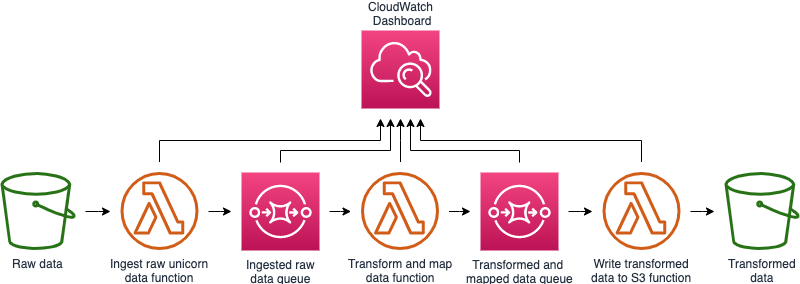 CloudWatch
Dashboard
Raw data
Ingest raw unicorn
data function
Ingested raw
data queue
Transform and map
data function
Transformed and
mapped data queue
Write transformed
data to S3 function
Transformed
data